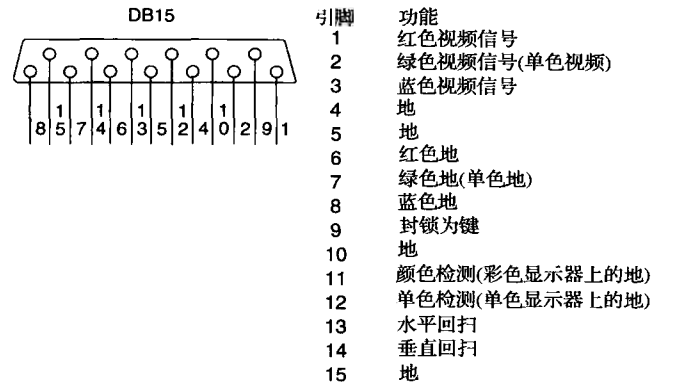 DB15
1 1 1 1 1
8 5 7 4 6 3 5 2 4 0 2 9 1
引脚 功能
1 红色视频信号
2 绿色视频信号(单色视频)
3 蓝色视频信号
4 地
5 地
6 红色地
7 绿色地(单色地)
8 蓝色地
9 封锁为键
10 地
11 颜色检测(彩色显示器上的地)
12 单色检测(单色显示器上的地)
13 水平回扫
14 垂直回扫
15 地